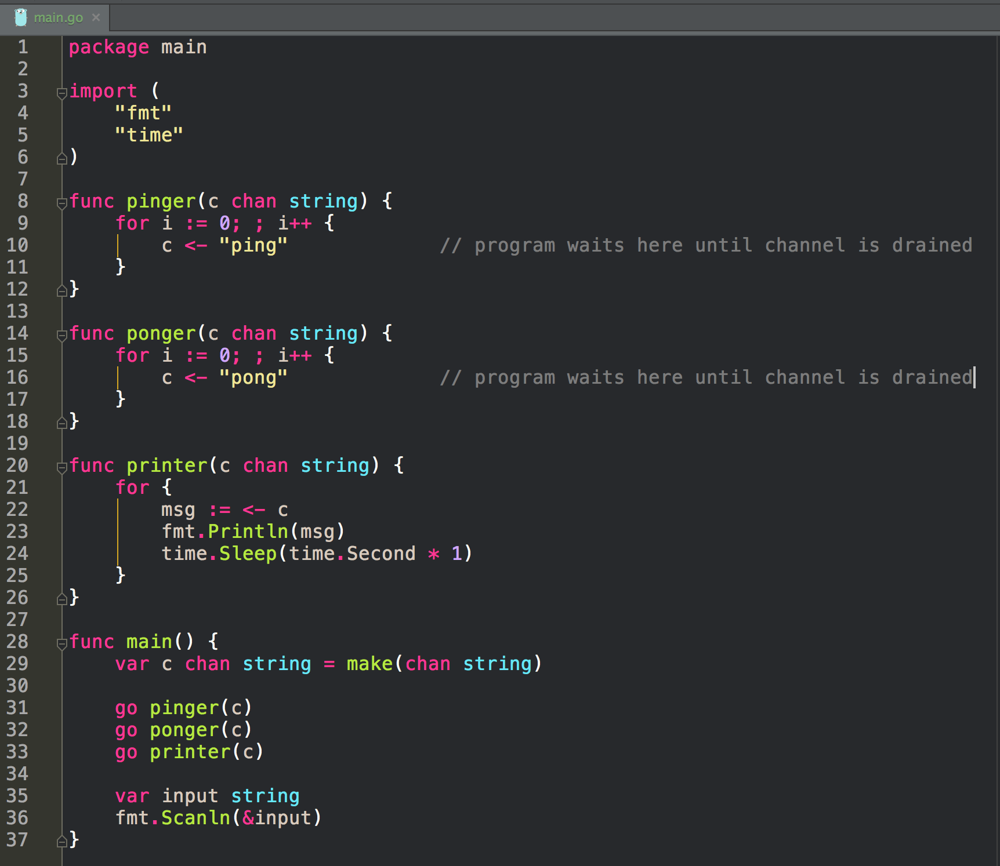 main.go ×
1 package main
2
3 import (
4     "fmt"
5     "time"
6 )
7
8 func pinger(c chan string) {
9     for i := 0; ; i++ {
10         c <- "ping"             // program waits here until channel is drained
11     }
12 }
13
14 func ponger(c chan string) {
15     for i := 0; ; i++ {
16         c <- "pong"             // program waits here until channel is drained
17     }
18 }
19
20 func printer(c chan string) {
21     for {
22         msg := <- c
23         fmt.Println(msg)
24         time.Sleep(time.Second * 1)
25     }
26 }
27
28 func main() {
29     var c chan string = make(chan string)
30
31     go pinger(c)
32     go ponger(c)
33     go printer(c)
34
35     var input string
36     fmt.Scanln(&input)
37 }